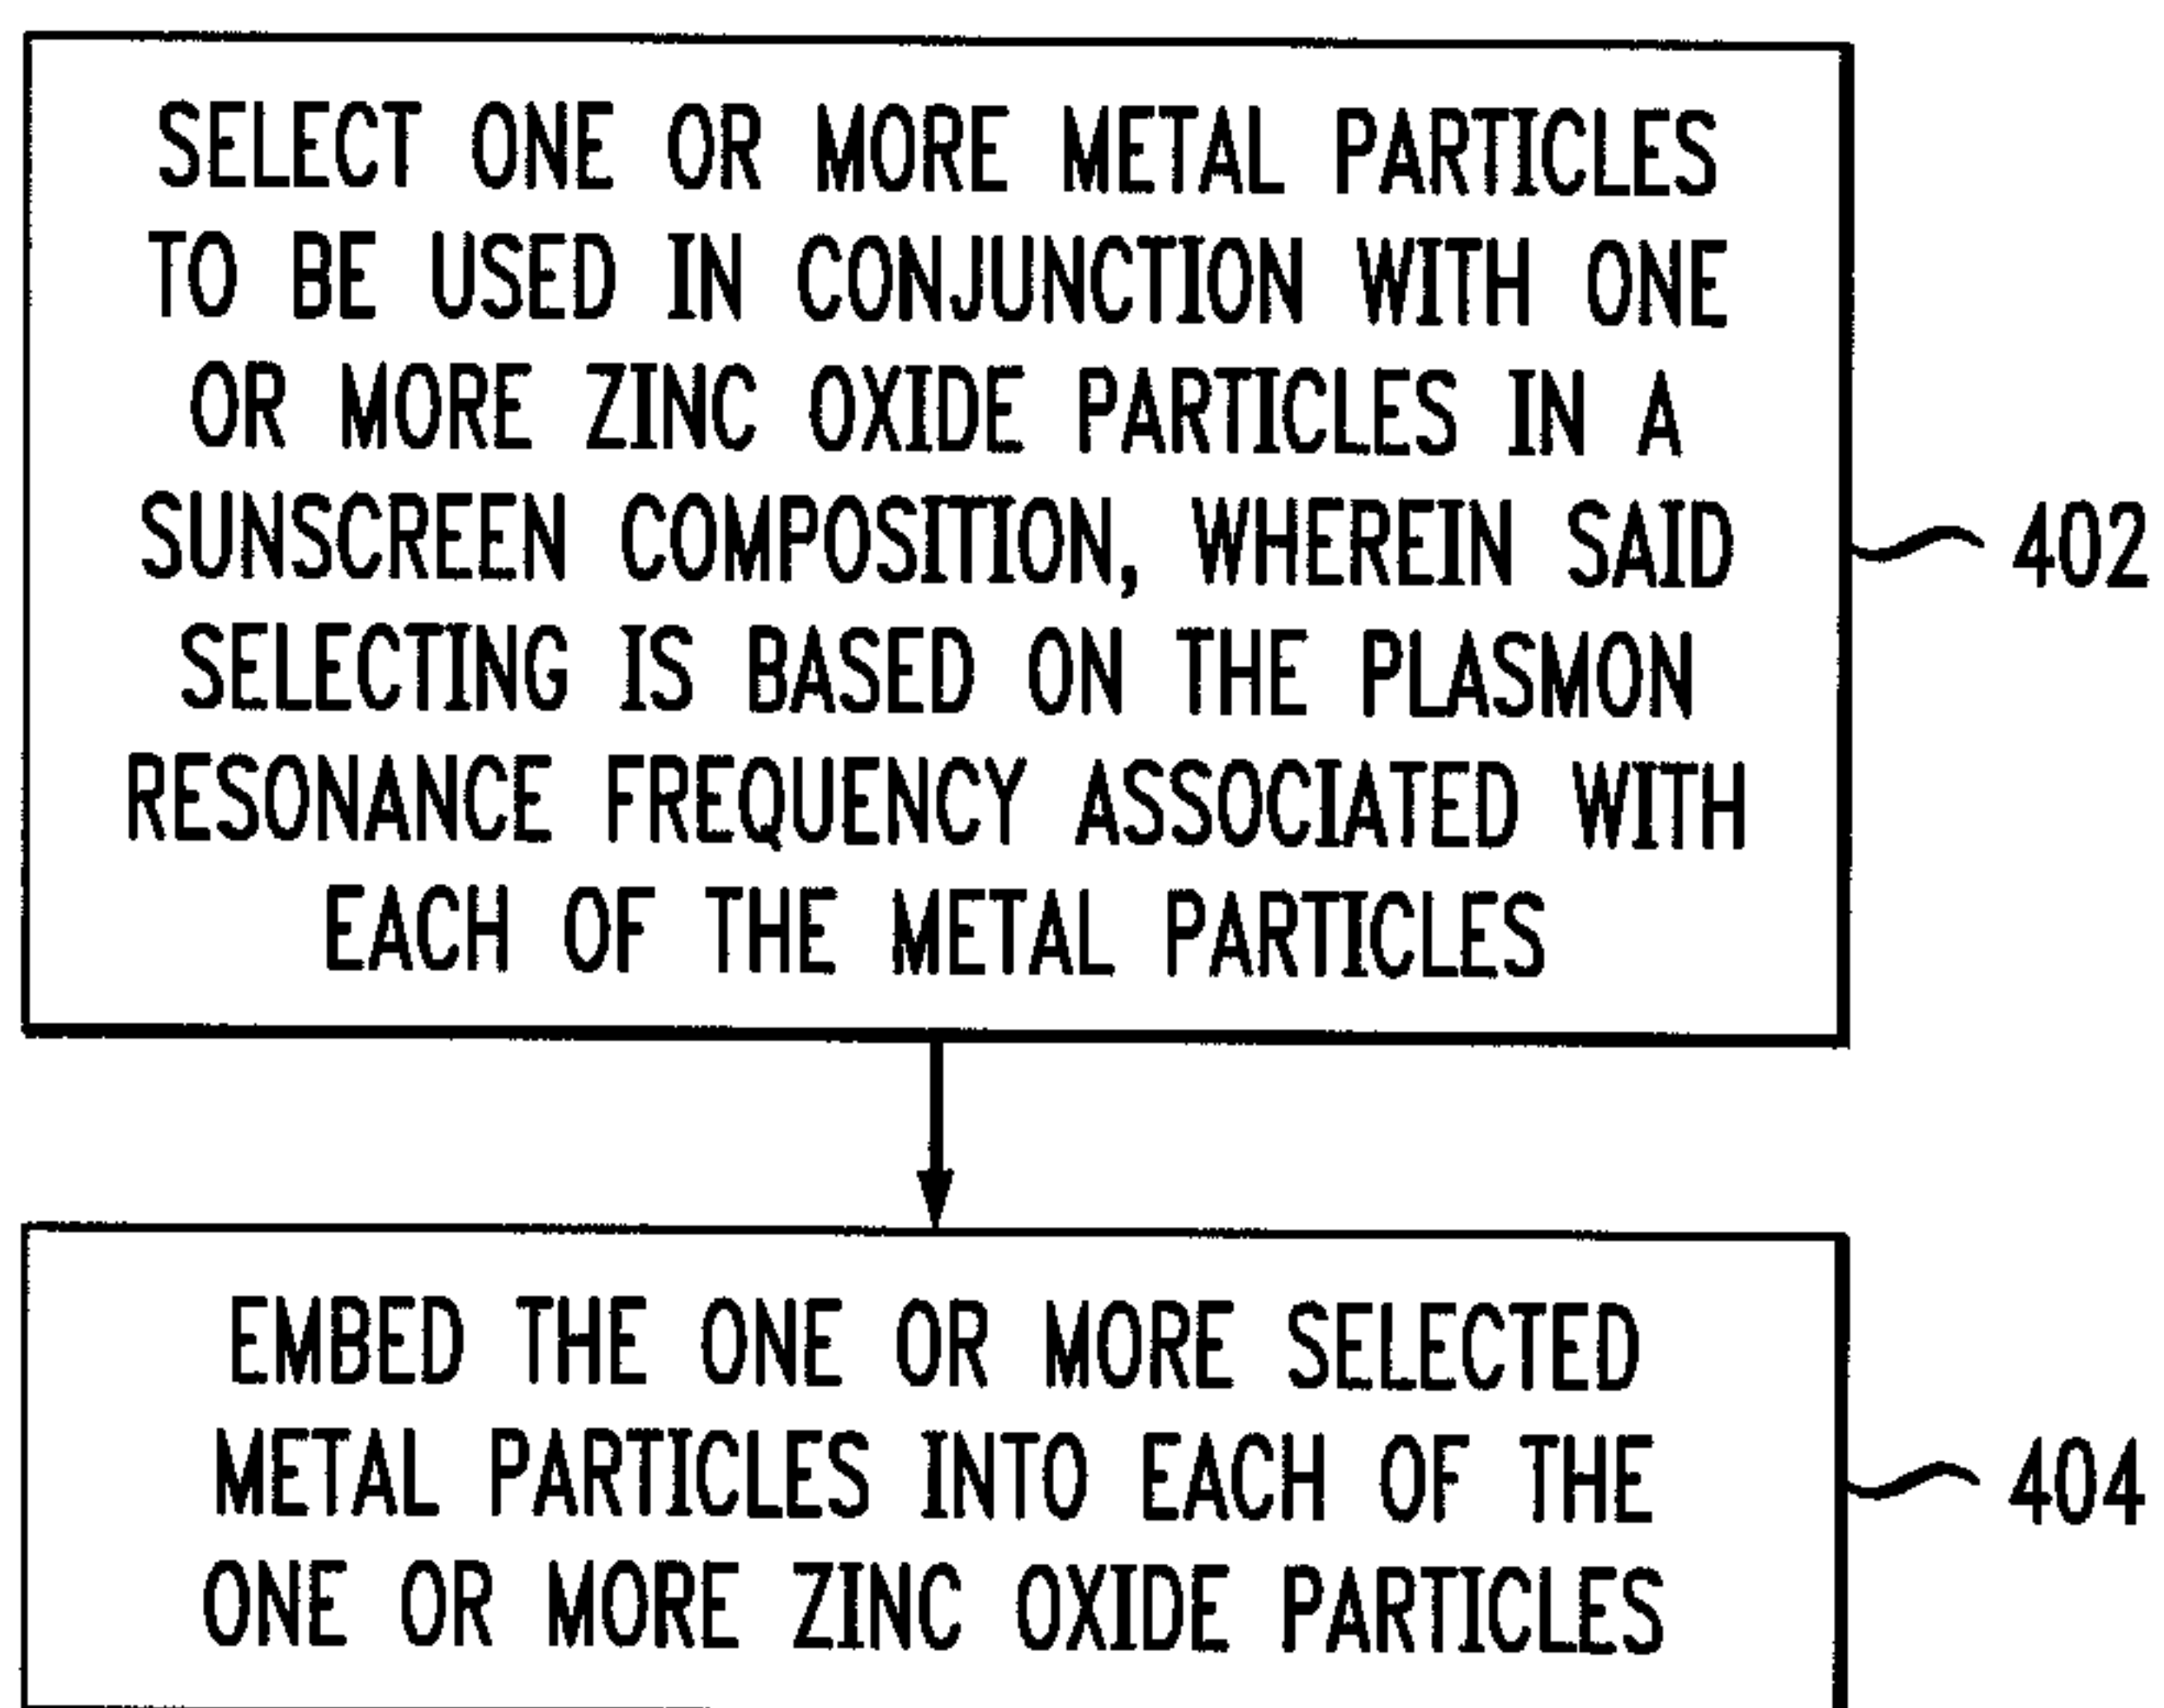 SELECT ONE OR MORE METAL PARTICLES
TO BE USED IN CONJUNCTION WITH ONE
OR MORE ZINC OXIDE PARTICLES IN A
SUNSCREEN COMPOSITION, WHEREIN SAID
SELECTING IS BASED ON THE PLASMON
RESONANCE FREQUENCY ASSOCIATED WITH
EACH OF THE METAL PARTICLES
402
EMBED THE ONE OR MORE SELECTED
METAL PARTICLES INTO EACH OF THE
ONE OR MORE ZINC OXIDE PARTICLES
404